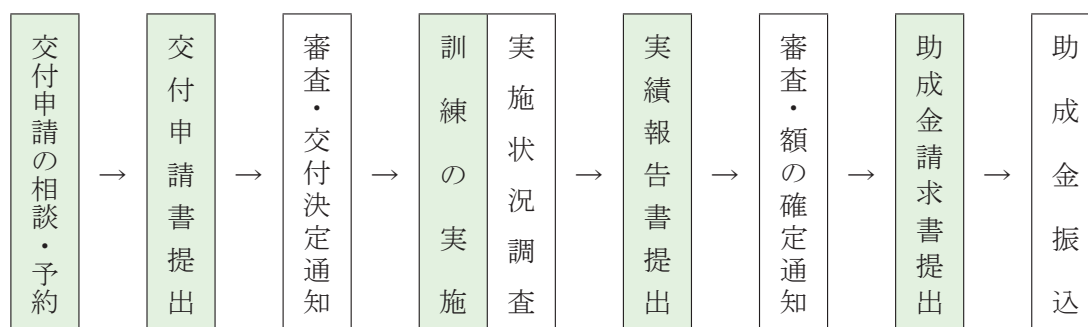 交付申請の相談・予約
→
交付申請書提出
→
審査・交付決定通知
→
訓練の実施
実施状況調査
→
実績報告書提出
→
審査・額の確定通知
→
助成金請求書提出
→
助成金振込